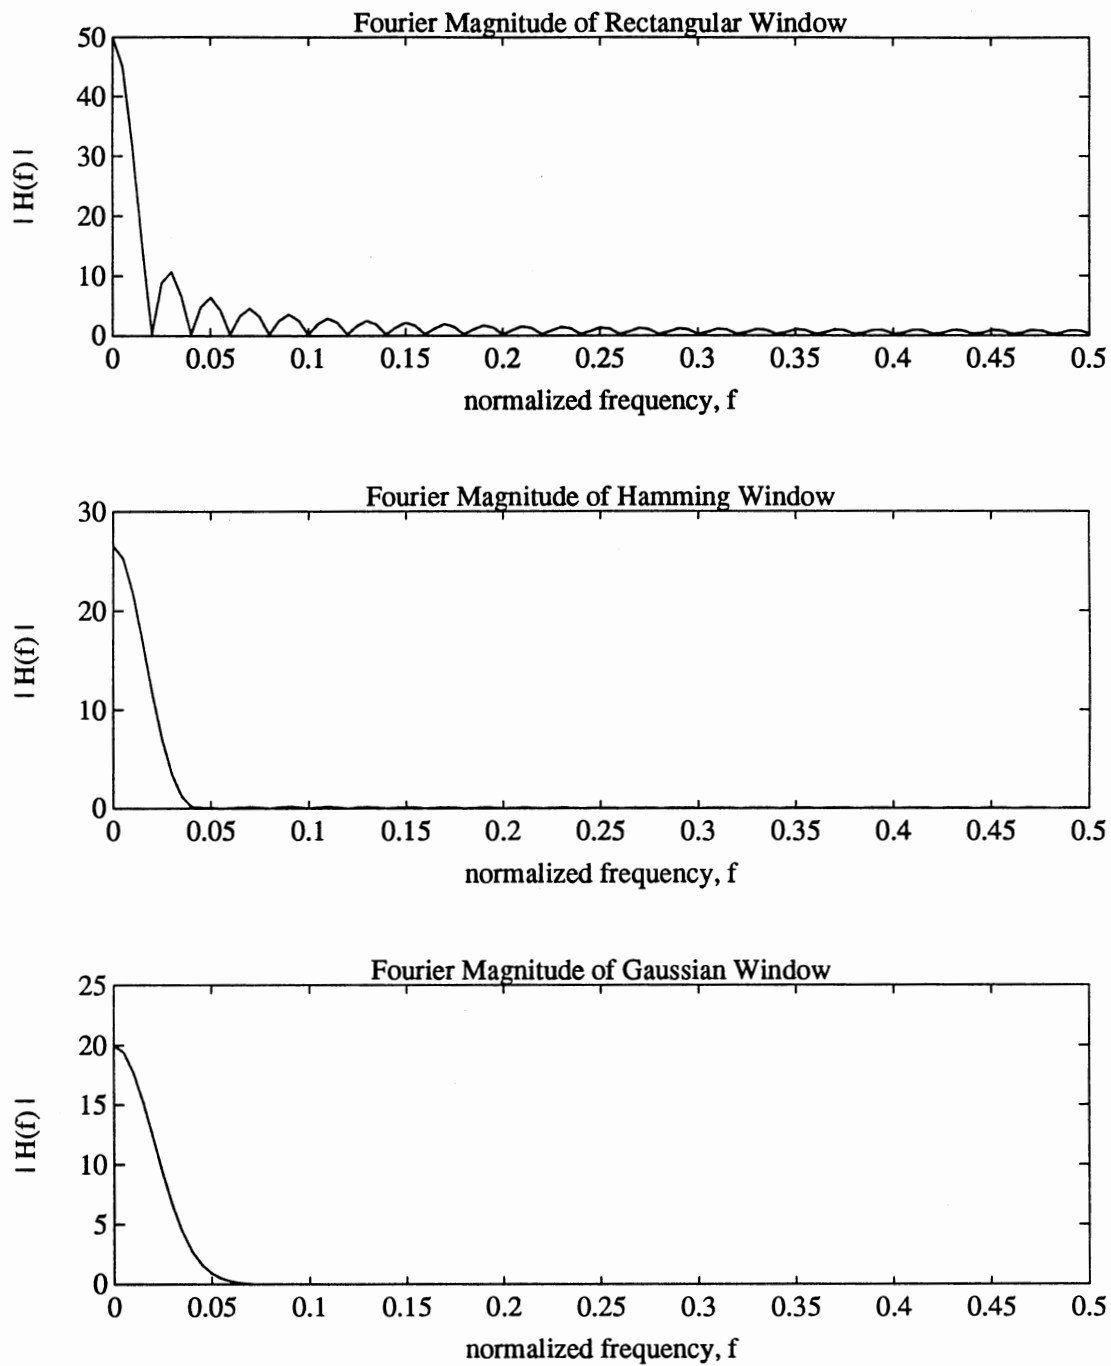 Fourier Magnitude of Rectangular Window
50
40
30
20
10
0
| H(f) |
0 0.05 0.1 0.15 0.2 0.25 0.3 0.35 0.4 0.45 0.5
normalized frequency, f
Fourier Magnitude of Hamming Window
30
20
10
0
| H(f) |
0 0.05 0.1 0.15 0.2 0.25 0.3 0.35 0.4 0.45 0.5
normalized frequency, f
Fourier Magnitude of Gaussian Window
25
20
15
10
5
0
| H(f) |
0 0.05 0.1 0.15 0.2 0.25 0.3 0.35 0.4 0.45 0.5
normalized frequency, f